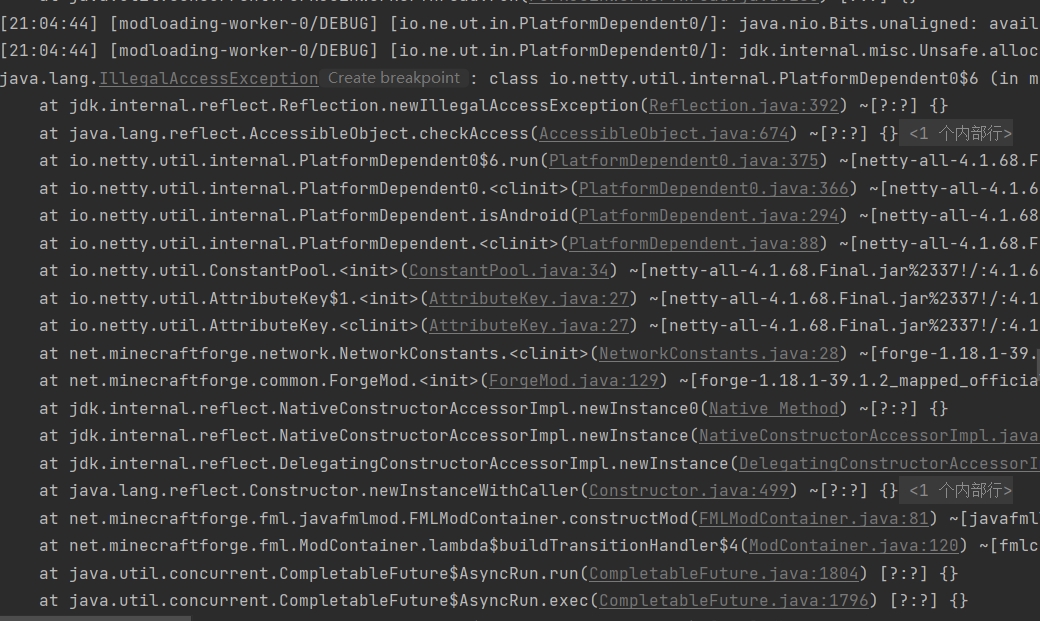 at java.util.concurrent.ForkJoinWorkerThread.run(ForkJoinWorkerThread.java: {}
[21:04:44] [modloading-worker-0/DEBUG] [io.ne.ut.in.PlatformDependent0/]: java.nio.Bits.unaligned: avail
[21:04:44] [modloading-worker-0/DEBUG] [io.ne.ut.in.PlatformDependent0/]: jdk.internal.misc.Unsafe.alloc
java.lang.IllegalAccessException Create breakpoint : class io.netty.util.internal.PlatformDependent0$6 (in m
at jdk.internal.reflect.Reflection.newIllegalAccessException(Reflection.java:392) ~[?:?] {}
at java.lang.reflect.AccessibleObject.checkAccess(AccessibleObject.java:674) ~[?:?] {} <1 个内部行>
at io.netty.util.internal.PlatformDependent0$6.run(PlatformDependent0.java:375) ~[netty-all-4.1.68.F
at io.netty.util.internal.PlatformDependent0.<clinit>(PlatformDependent0.java:366) ~[netty-all-4.1.6
at io.netty.util.internal.PlatformDependent.isAndroid(PlatformDependent.java:294) ~[netty-all-4.1.68
at io.netty.util.internal.PlatformDependent.<clinit>(PlatformDependent.java:88) ~[netty-all-4.1.68.F
at io.netty.util.ConstantPool.<init>(ConstantPool.java:34) ~[netty-all-4.1.68.Final.jar%2337!/:4.1.6
at io.netty.util.AttributeKey$1.<init>(AttributeKey.java:27) ~[netty-all-4.1.68.Final.jar%2337!/:4.1
at io.netty.util.AttributeKey.<clinit>(AttributeKey.java:27) ~[netty-all-4.1.68.Final.jar%2337!/:4.1
at net.minecraftforge.network.NetworkConstants.<clinit>(NetworkConstants.java:28) ~[forge-1.18.1-39.
at net.minecraftforge.common.ForgeMod.<init>(ForgeMod.java:129) ~[forge-1.18.1-39.1.2_mapped_officia
at jdk.internal.reflect.NativeConstructorAccessorImpl.newInstance0(Native Method) ~[?:?] {}
at jdk.internal.reflect.NativeConstructorAccessorImpl.newInstance(NativeConstructorAccessorImpl.java
at jdk.internal.reflect.DelegatingConstructorAccessorImpl.newInstance(DelegatingConstructorAccessorI
at java.lang.reflect.Constructor.newInstanceWithCaller(Constructor.java:499) ~[?:?] {} <1 个内部行>
at net.minecraftforge.fml.javafmlmod.FMLModContainer.constructMod(FMLModContainer.java:81) ~[javafml
at net.minecraftforge.fml.ModContainer.lambda$buildTransitionHandler$4(ModContainer.java:120) ~[fmlc
at java.util.concurrent.CompletableFuture$AsyncRun.run(CompletableFuture.java:1804) [?:?] {}
at java.util.concurrent.CompletableFuture$AsyncRun.exec(CompletableFuture.java:1796) [?:?] {}